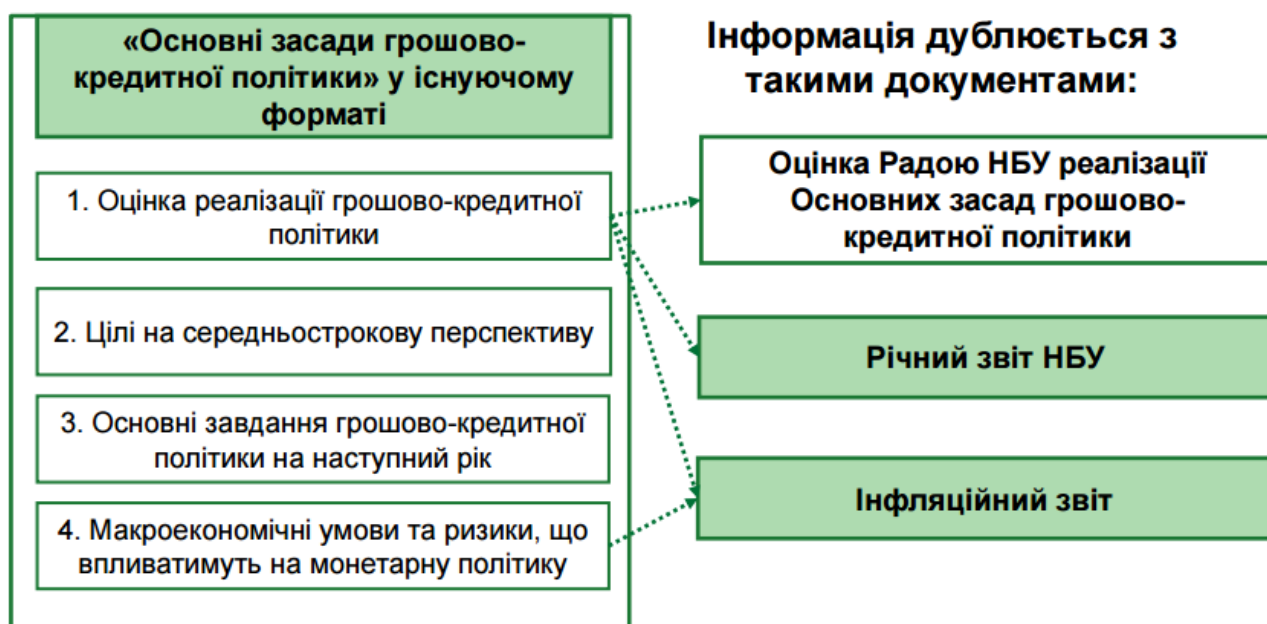 «Основні засади грошово-
кредитної політики» у існуючому
форматі
1. Оцінка реалізації грошово-кредитної
політики
2. Цілі на середньострокову перспективу
3. Основні завдання грошово-кредитної
політики на наступний рік
4. Макроекономічні умови та ризики, що
впливатимуть на монетарну політику
Інформація дублюється з
такими документами:
Оцінка Радою НБУ реалізації
Основних засад грошово-
кредитної політики
Річний звіт НБУ
Інфляційний звіт